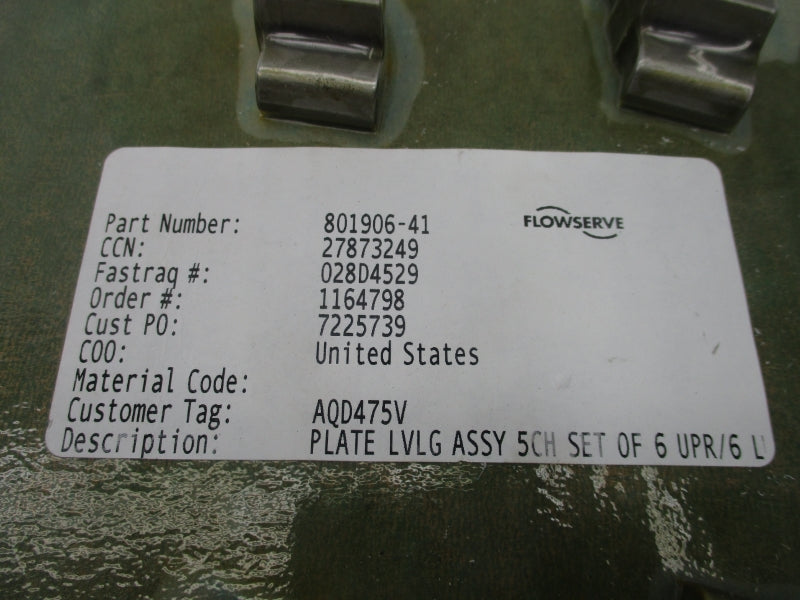 FLOWSERVE
Part Number: 801906-41
CCN: 27873249
Fastraq #: 028D4529
Order #: 1164798
Cust PO: 7225739
COO: United States
Material Code:
Customer Tag: AQD475V
Description: PLATE LVLG ASSY 5CH SET OF 6 UPR/6 L